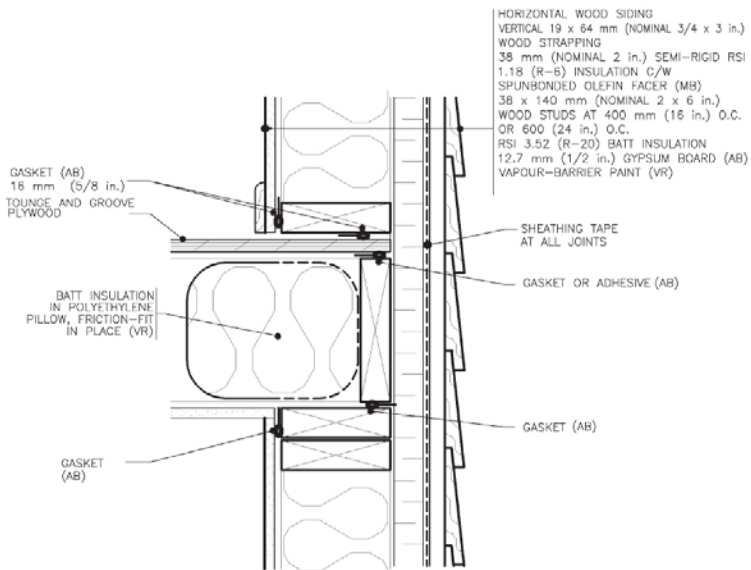 HORIZONTAL WOOD SIDING
VERTICAL 19 x 64 mm (NOMINAL 3/4 x 3 in.)
WOOD STRAPPING
38 mm (NOMINAL 2 in.) SEMI-RIGID RSI
1.18 (R-6) INSULATION C/W
SPUNBONDED OLEFIN FACER (MB)
38 x 140 mm (NOMINAL 2 x 6 in.)
WOOD STUDS AT 400 mm (16 in.) O.C.
OR 600 (24 in.) O.C.
RSI 3.52 (R-20) BATT INSULATION
12.7 mm (1/2 in.) GYPSUM BOARD (AB)
VAPOUR-BARRIER PAINT (VR)
GASKET (AB)
16 mm (5/8 in.)
TOUNGE AND GROOVE
PLYWOOD
SHEATHING TAPE
AT ALL JOINTS
GASKET OR ADHESIVE (AB)
BATT INSULATION
IN POLYETHYLENE
PILLOW, FRICTION-FIT
IN PLACE (VR)
GASKET (AB)
GASKET
(AB)